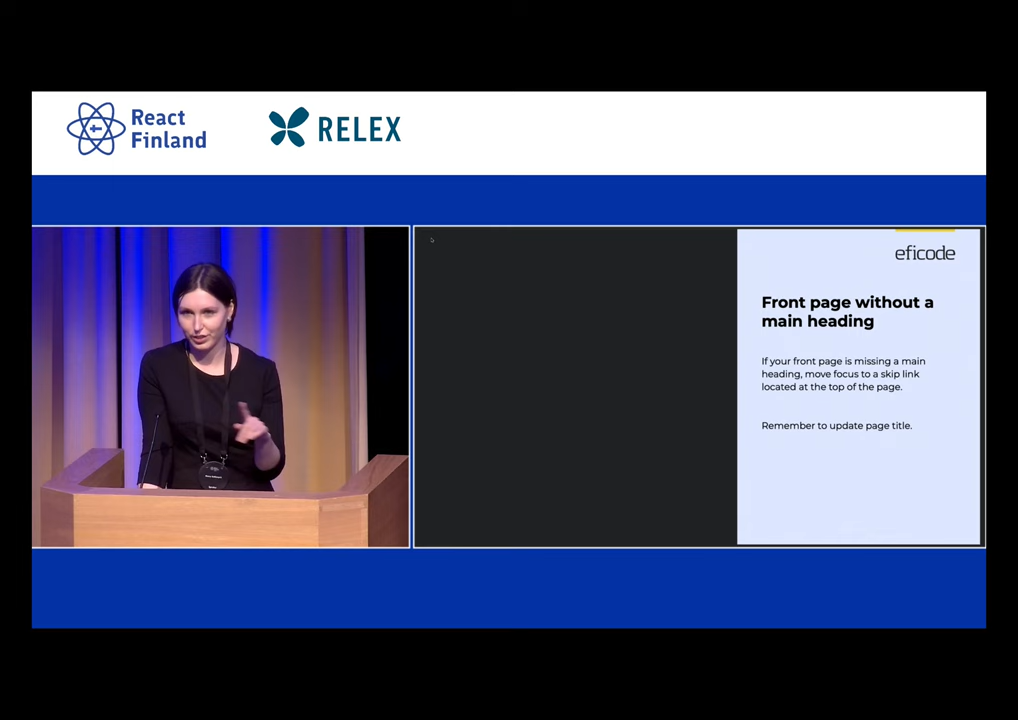 React
Finland
RELEX
eficode
Front page without a
main heading
If your front page is missing a main
heading, move focus to a skip link
located at the top of the page.
Remember to update page title.